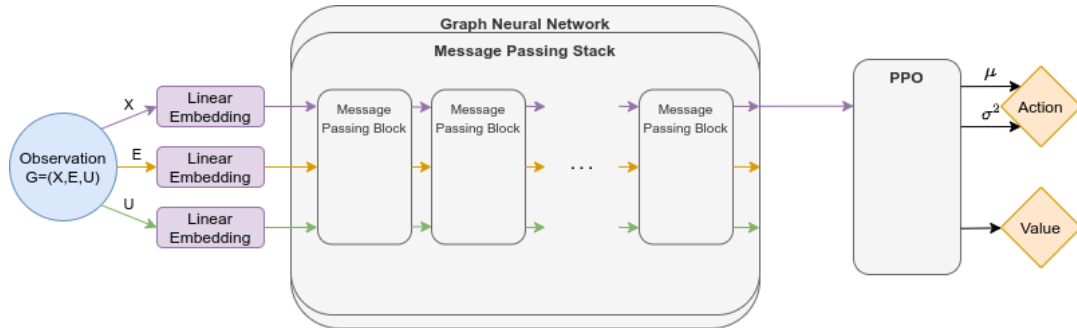 Graph Neural Network
Message Passing Stack
X
Linear
Embedding
E
Linear
Embedding
U
Linear
Embedding
Observation
G=(X,E,U)
Message
Passing Block
Message
Passing Block
. . .
Message
Passing Block
PPO
μ
σ²
Action
Value